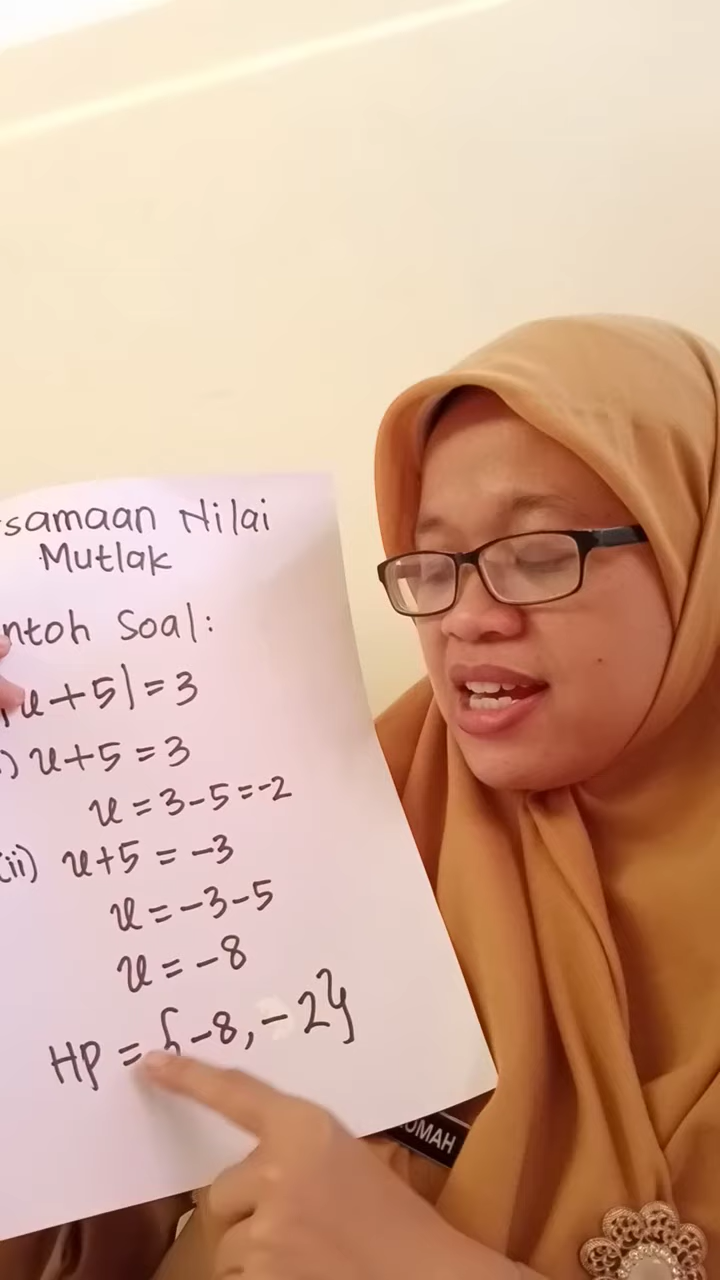 samaan Nilai
Mutlak
ntoh Soal:
x+5|=3
) x+5=3
x=3-5=-2
(ii) x+5=-3
x=-3-5
x=-8
HP={-8,-2}
OMAH